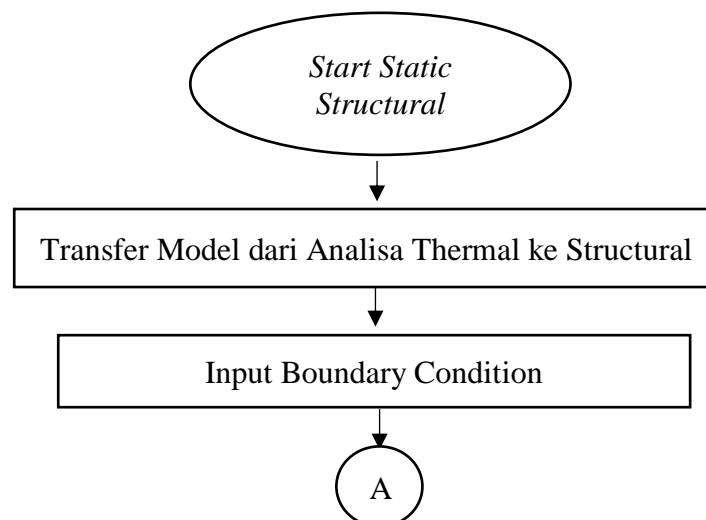 Start Static
Structural
Transfer Model dari Analisa Thermal ke Structural
Input Boundary Condition
A